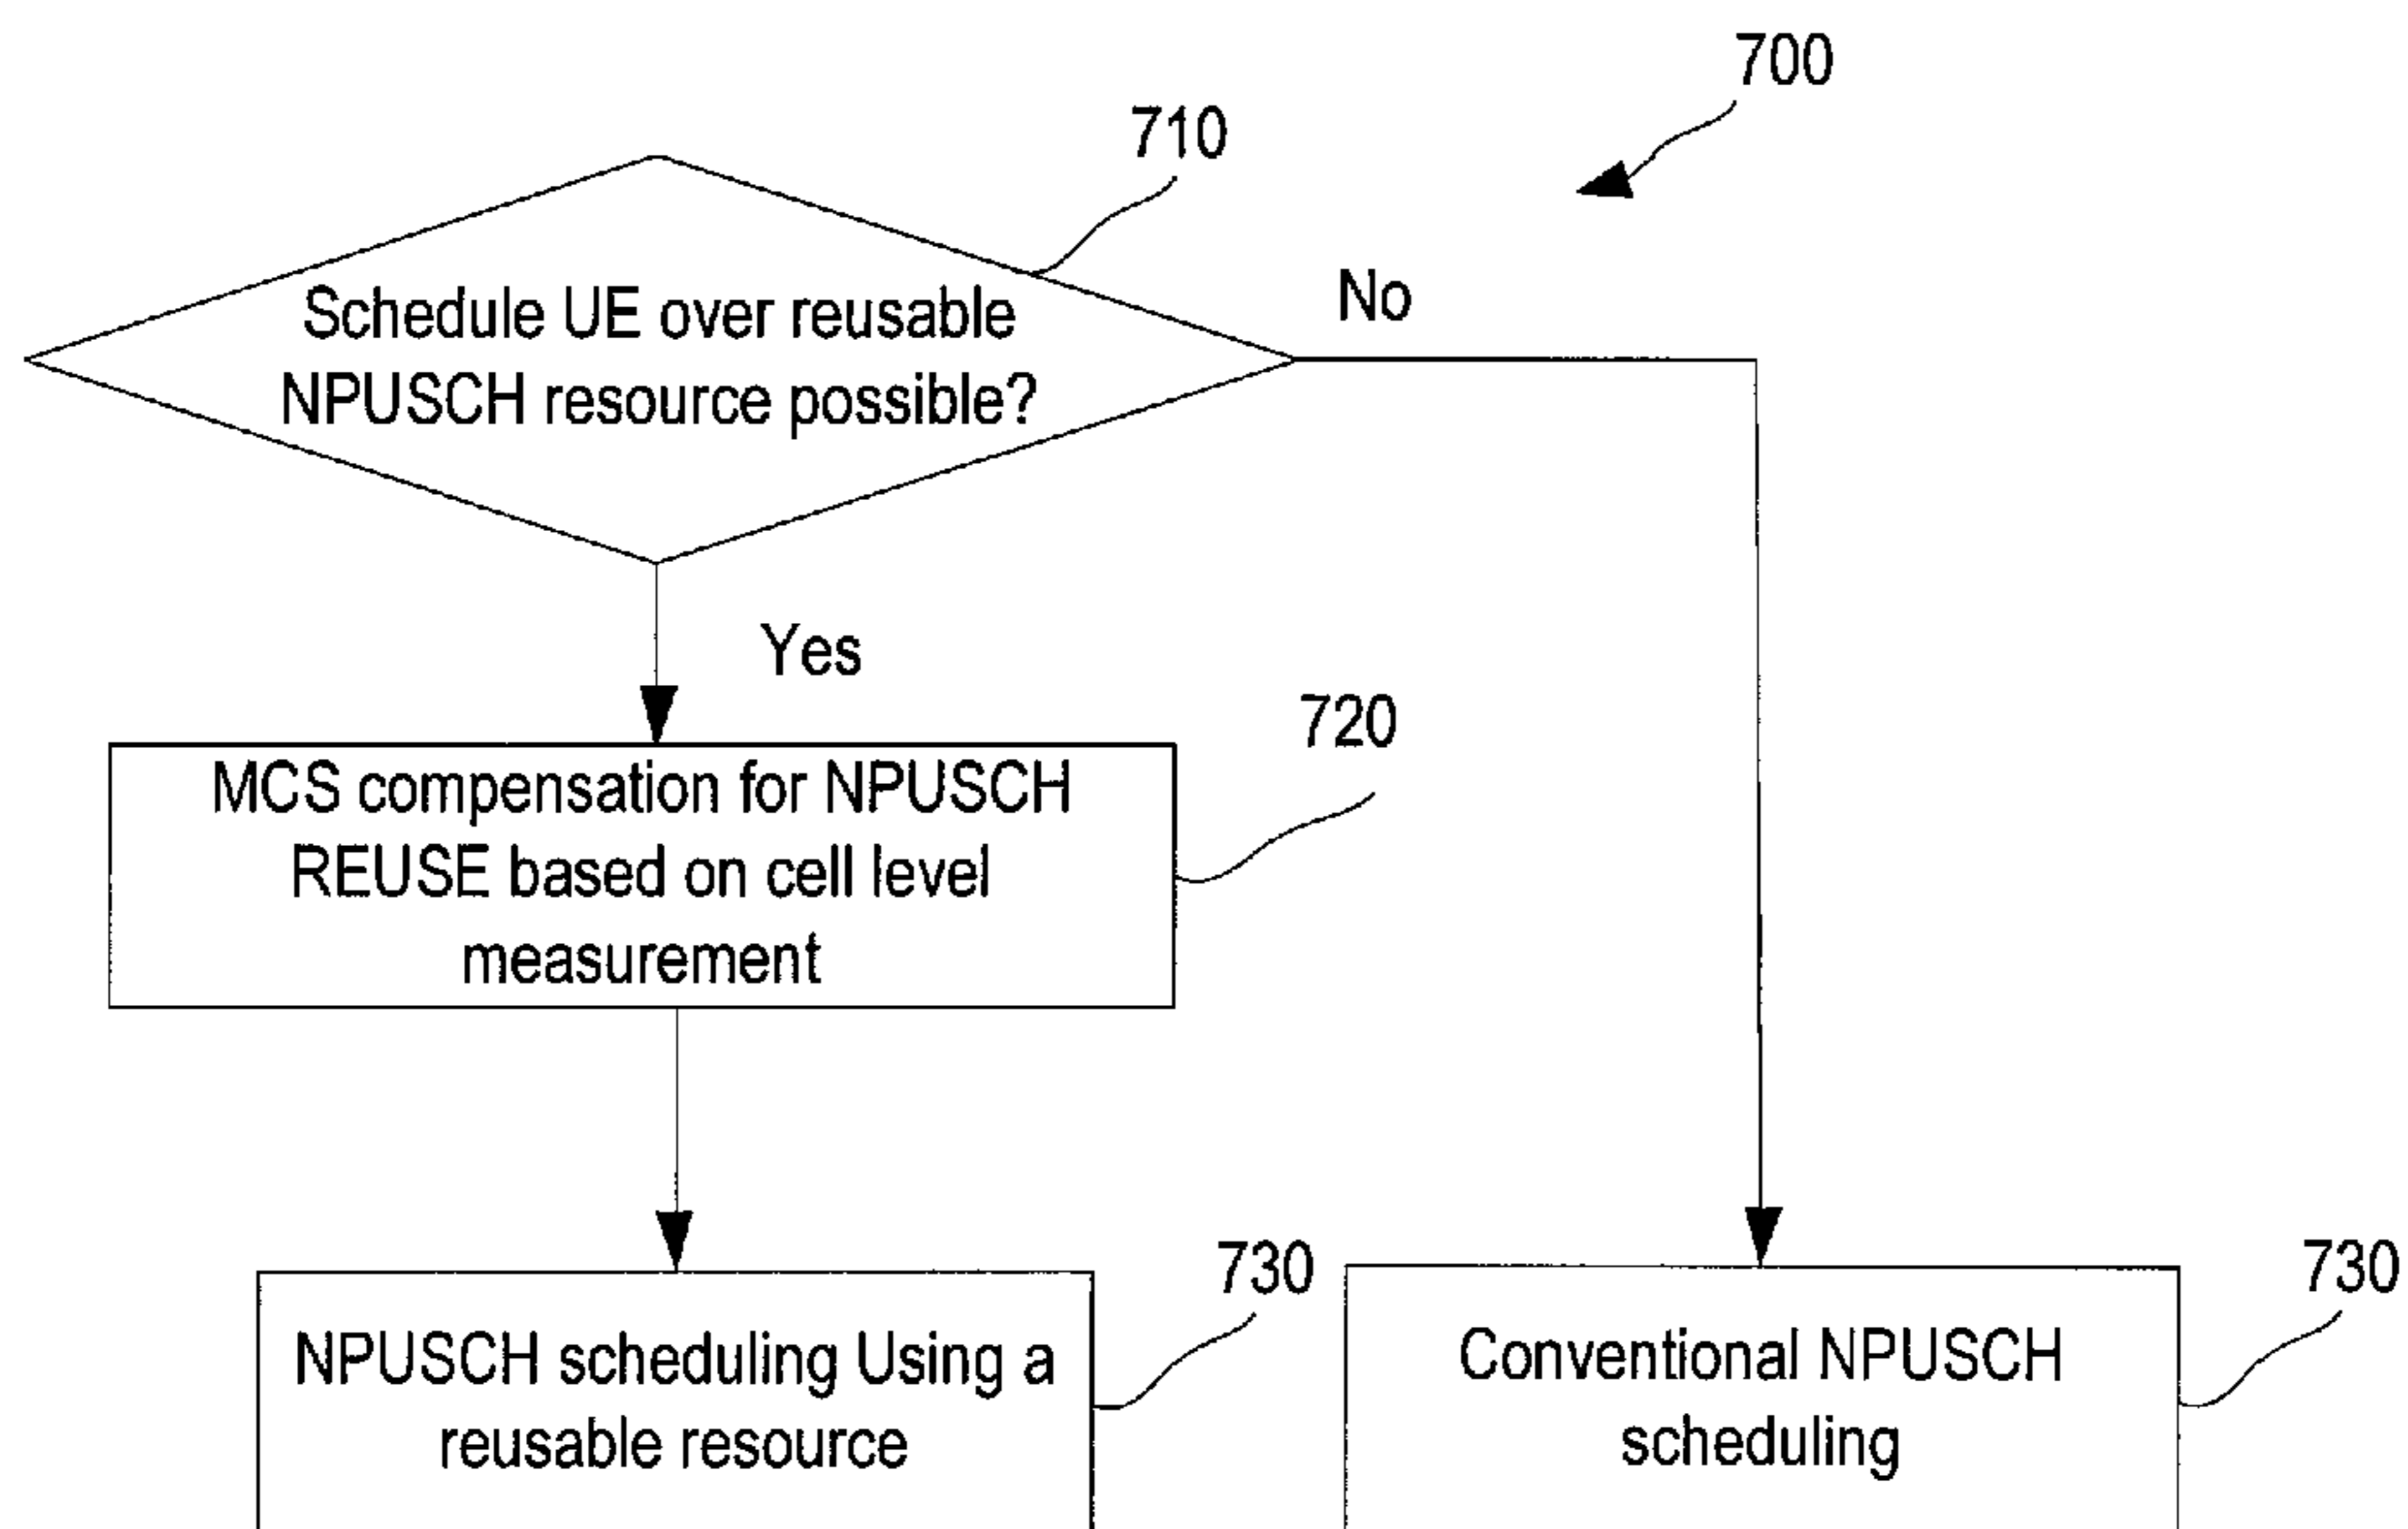 700
710
Schedule UE over reusable
NPUSCH resource possible?
No
Yes
720
MCS compensation for NPUSCH
REUSE based on cell level
measurement
730
NPUSCH scheduling Using a
reusable resource
730
Conventional NPUSCH
scheduling